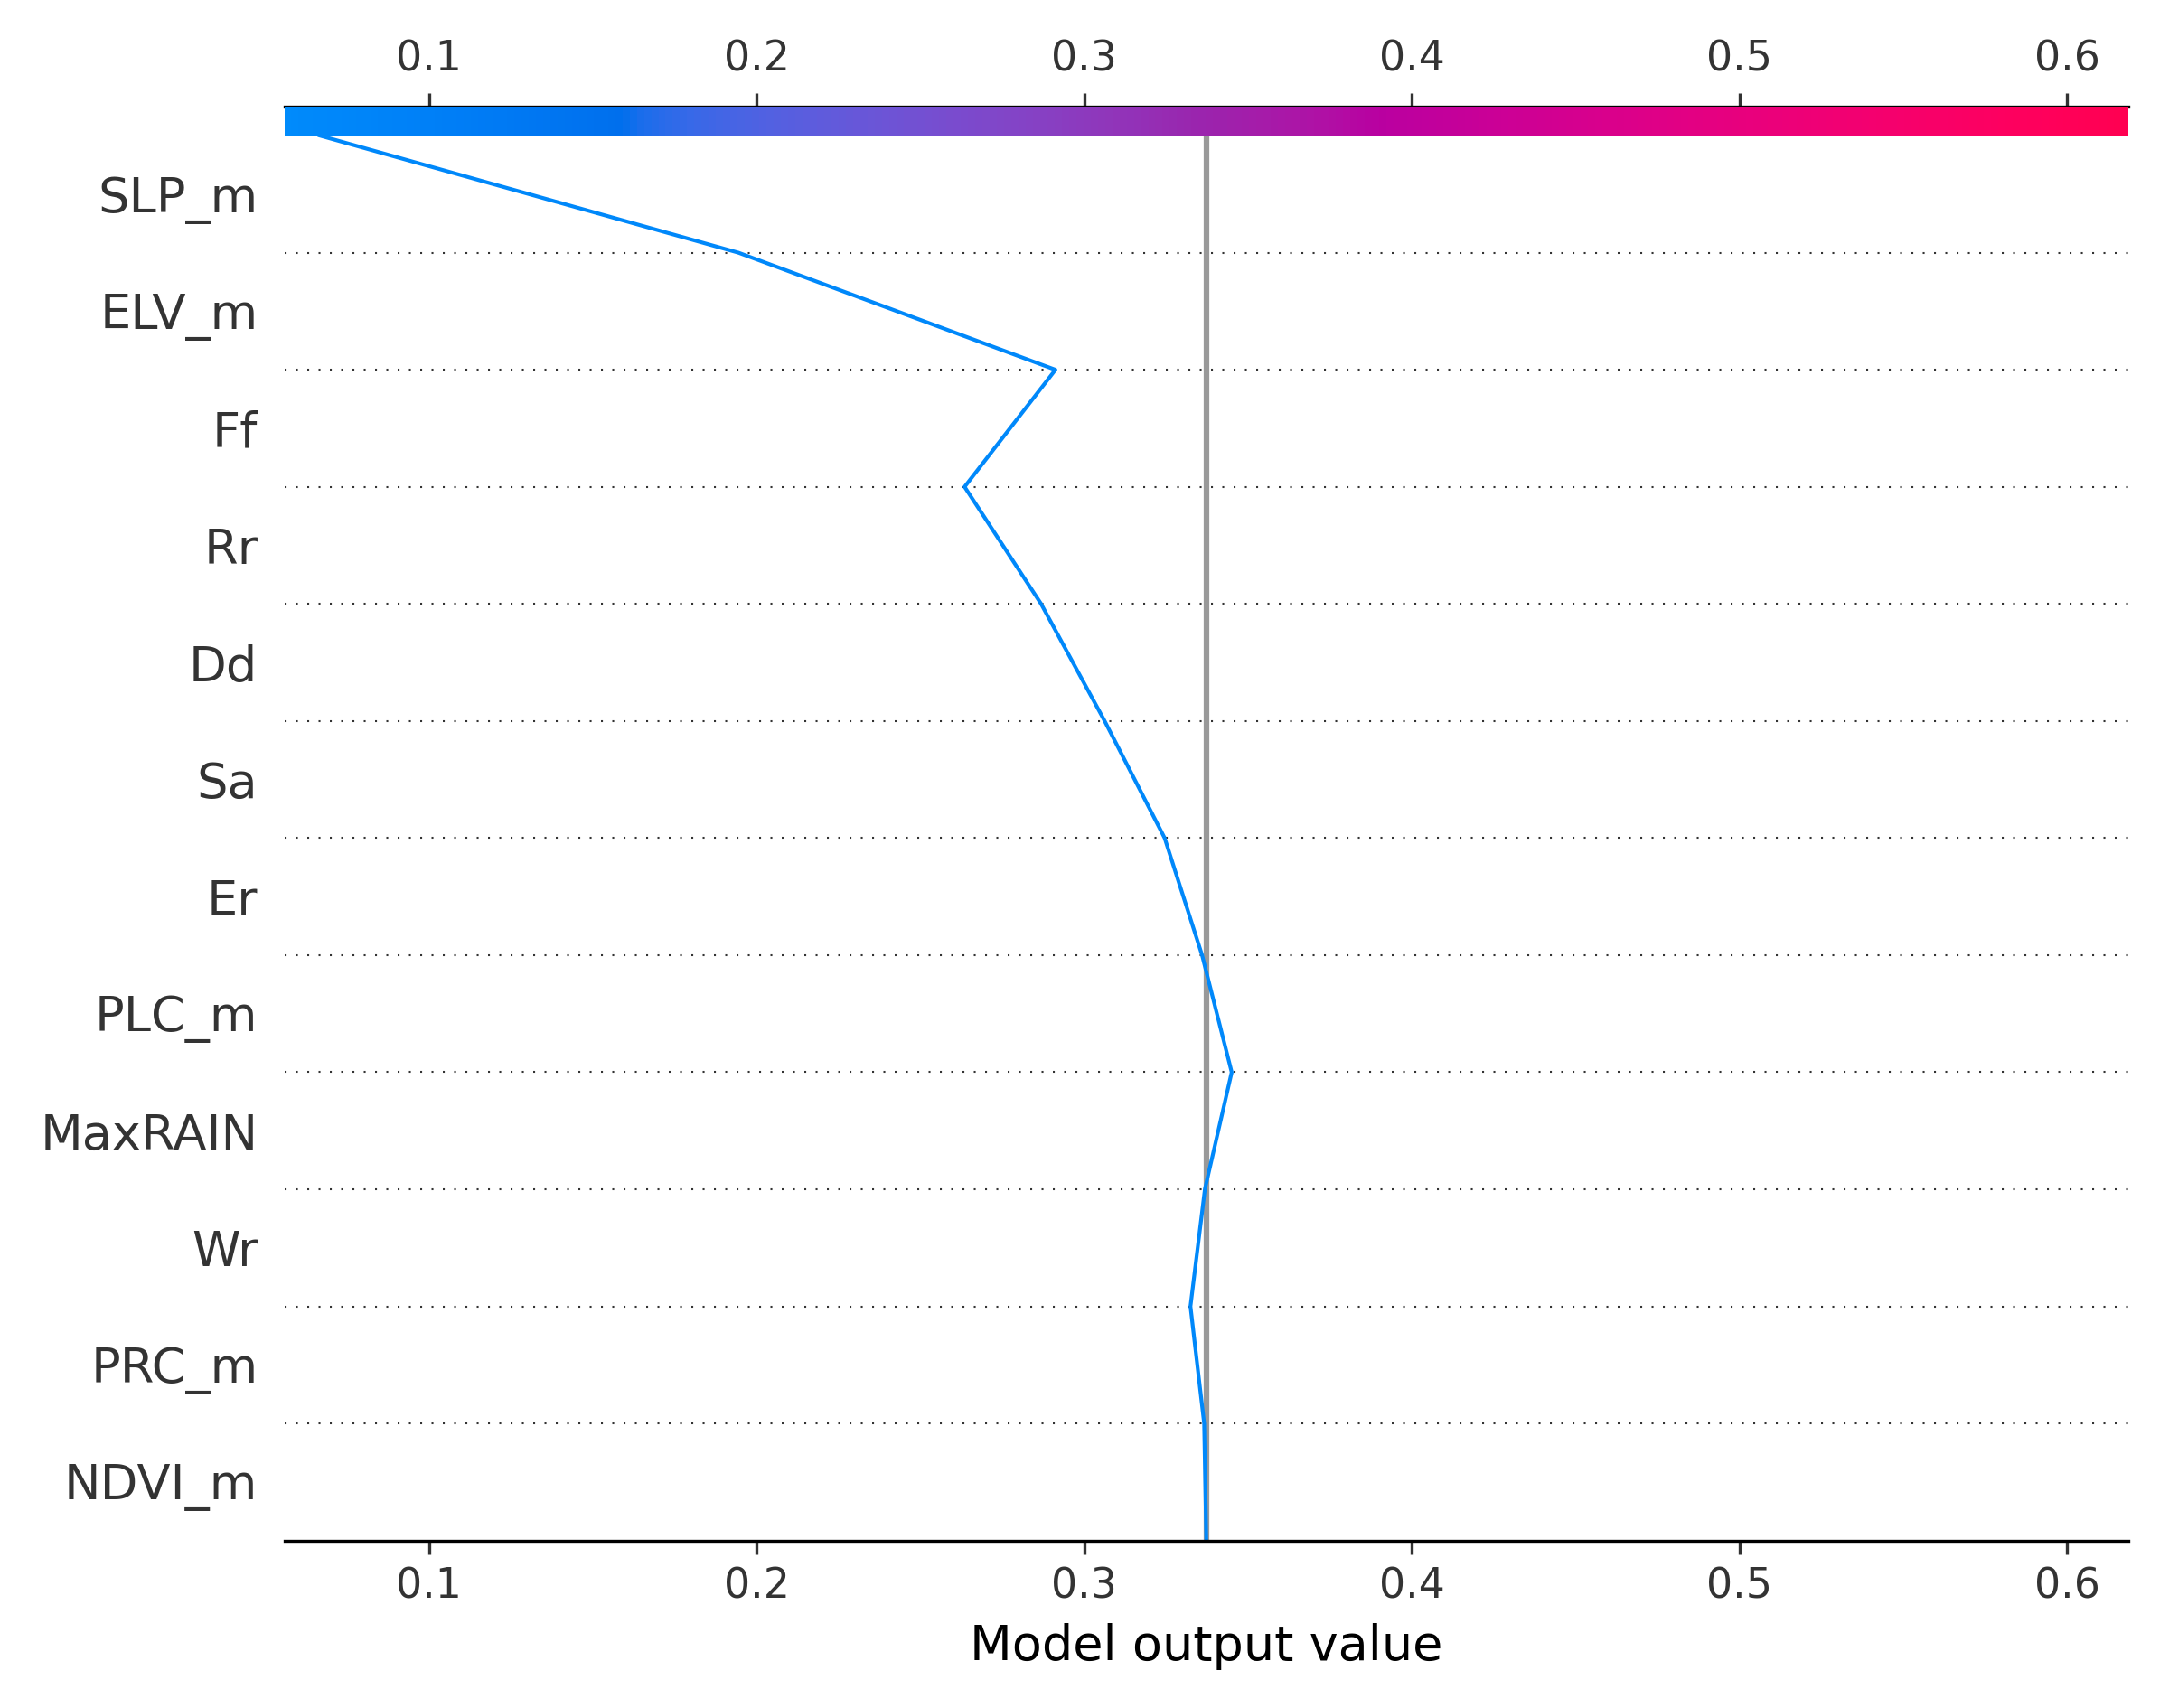 0.1 0.2 0.3 0.4 0.5 0.6
SLP_m
ELV_m
Ff
Rr
Dd
Sa
Er
PLC_m
MaxRAIN
Wr
PRC_m
NDVI_m
0.1 0.2 0.3 0.4 0.5 0.6
Model output value